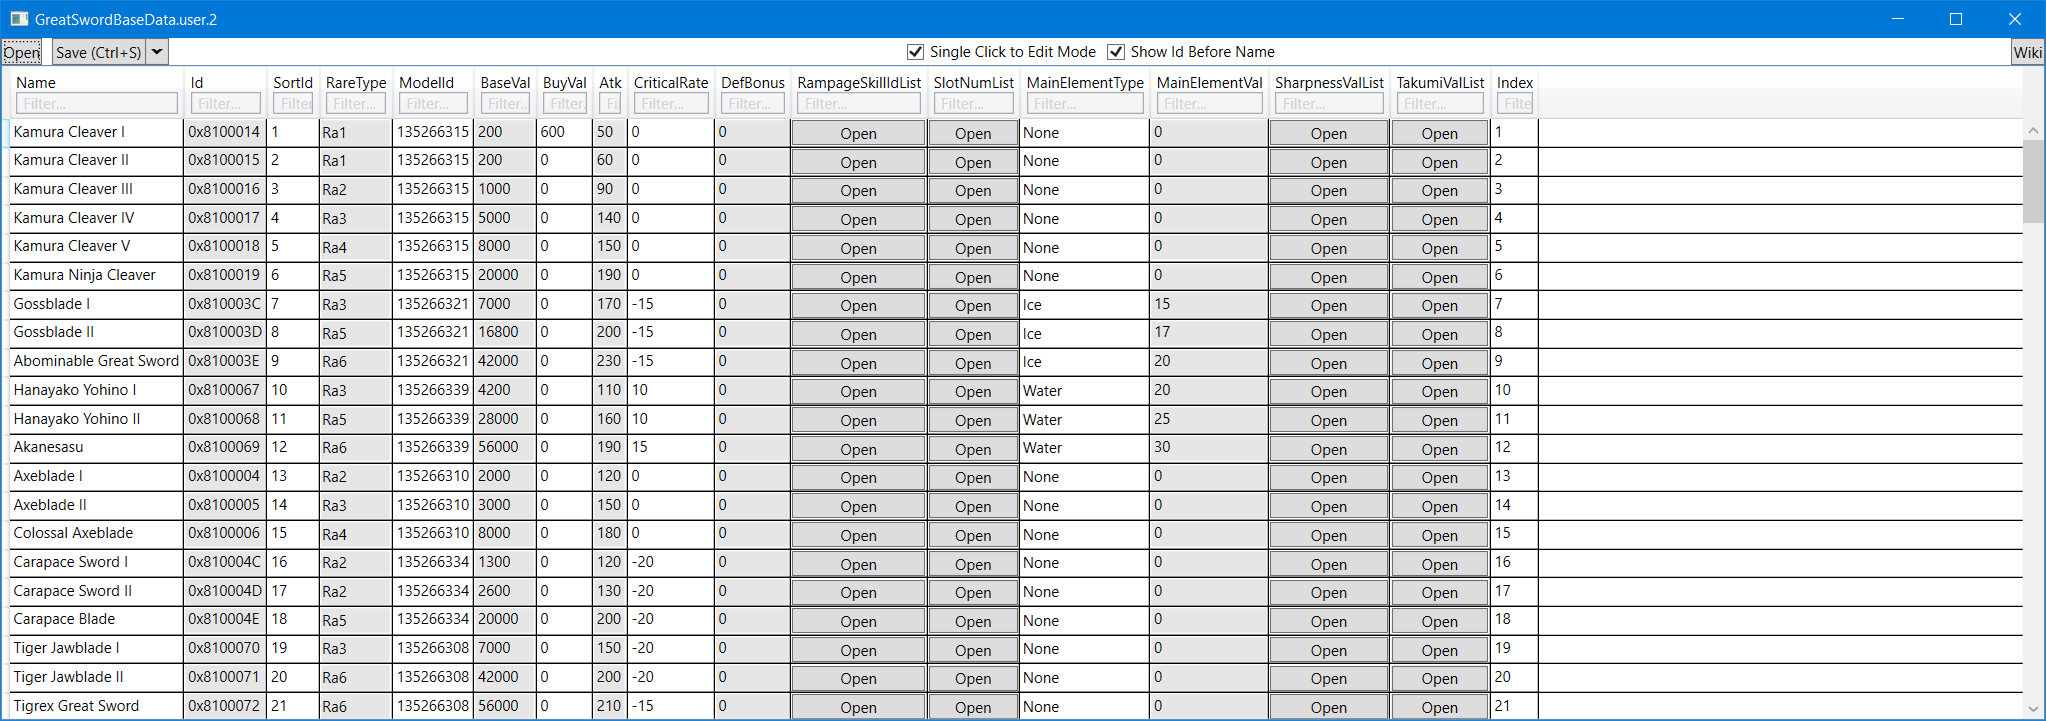 GreatSwordBaseData.user.2
Open Save (Ctrl+S) Single Click to Edit Mode Show Id Before Name Wiki
Name Id SortId RareType ModelId BaseVal BuyVal Atk CriticalRate DefBonus RampageSkillIdList SlotNumList MainElementType MainElementVal SharpnessValList TakumiValList Index
Filter... Filter... Filter Filter... Filter... Filter... Filter... Fi Filter... Filter... Filter... Filter... Filter... Filter... Filter... Filter... Filte
Kamura Cleaver I 0x8100014 1 Ra1 135266315 200 600 50 0 0 Open Open None 0 Open Open 1
Kamura Cleaver II 0x8100015 2 Ra1 135266315 200 0 60 0 0 Open Open None 0 Open Open 2
Kamura Cleaver III 0x8100016 3 Ra2 135266315 1000 0 90 0 0 Open Open None 0 Open Open 3
Kamura Cleaver IV 0x8100017 4 Ra3 135266315 5000 0 140 0 0 Open Open None 0 Open Open 4
Kamura Cleaver V 0x8100018 5 Ra4 135266315 8000 0 150 0 0 Open Open None 0 Open Open 5
Kamura Ninja Cleaver 0x8100019 6 Ra5 135266315 20000 0 190 0 0 Open Open None 0 Open Open 6
Gossblade I 0x810003C 7 Ra3 135266321 7000 0 170 -15 0 Open Open Ice 15 Open Open 7
Gossblade II 0x810003D 8 Ra5 135266321 16800 0 200 -15 0 Open Open Ice 17 Open Open 8
Abominable Great Sword 0x810003E 9 Ra6 135266321 42000 0 230 -15 0 Open Open Ice 20 Open Open 9
Hanayako Yohino I 0x8100067 10 Ra3 135266339 4200 0 110 10 0 Open Open Water 20 Open Open 10
Hanayako Yohino II 0x8100068 11 Ra5 135266339 28000 0 160 10 0 Open Open Water 25 Open Open 11
Akanesasu 0x8100069 12 Ra6 135266339 56000 0 190 15 0 Open Open Water 30 Open Open 12
Axeblade I 0x8100004 13 Ra2 135266310 2000 0 120 0 0 Open Open None 0 Open Open 13
Axeblade II 0x8100005 14 Ra3 135266310 3000 0 150 0 0 Open Open None 0 Open Open 14
Colossal Axeblade 0x8100006 15 Ra4 135266310 8000 0 180 0 0 Open Open None 0 Open Open 15
Carapace Sword I 0x810004C 16 Ra2 135266334 1300 0 120 -20 0 Open Open None 0 Open Open 16
Carapace Sword II 0x810004D 17 Ra2 135266334 2600 0 130 -20 0 Open Open None 0 Open Open 17
Carapace Blade 0x810004E 18 Ra5 135266334 20000 0 200 -20 0 Open Open None 0 Open Open 18
Tiger Jawblade I 0x8100070 19 Ra3 135266308 7000 0 150 -20 0 Open Open None 0 Open Open 19
Tiger Jawblade II 0x8100071 20 Ra6 135266308 42000 0 200 -20 0 Open Open None 0 Open Open 20
Tigrex Great Sword 0x8100072 21 Ra6 135266308 56000 0 210 -15 0 Open Open None 0 Open Open 21